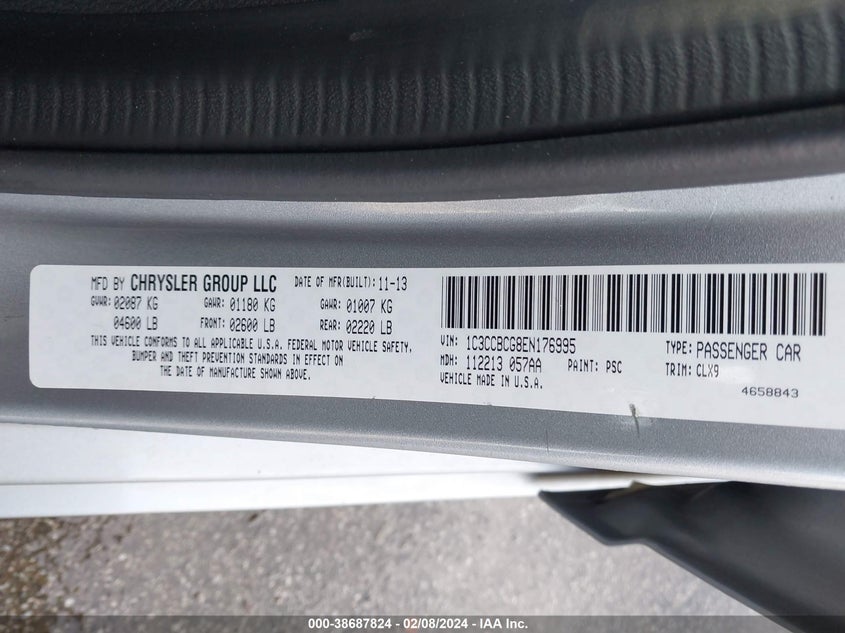 MFD BY CHRYSLER GROUP LLC DATE OF MFR(BUILT): 11-13
GVWR: 02087 KG GAWR: 01180 KG GAWR: 01007 KG
04600 LB FRONT: 02600 LB REAR: 02220 LB
THIS VEHICLE CONFORMS TO ALL APPLICABLE U.S.A. FEDERAL MOTOR VEHICLE SAFETY,
BUMPER AND THEFT PREVENTION STANDARDS IN EFFECT ON
THE DATE OF MANUFACTURE SHOWN ABOVE.
VIN: 1C3CCBCG8EN176995 TYPE: PASSENGER CAR
MDH: 112213 057AA PAINT: PSC TRIM: CLX9
VEHICLE MADE IN U.S.A.
4658843
000-38687824 - 02/08/2024 - IAA Inc.